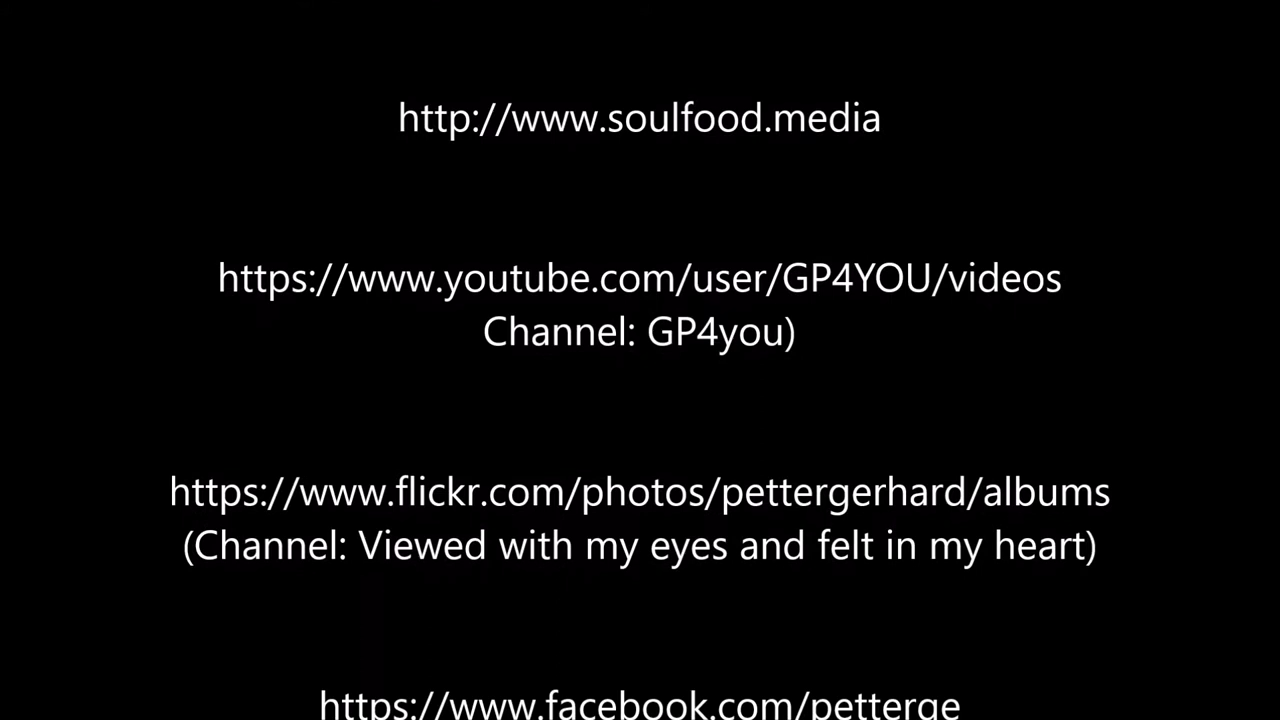 http://www.soulfood.media
https://www.youtube.com/user/GP4YOU/videos
Channel: GP4you)
https://www.flickr.com/photos/pettergerhard/albums
(Channel: Viewed with my eyes and felt in my heart)
https://www.facebook.com/petterge